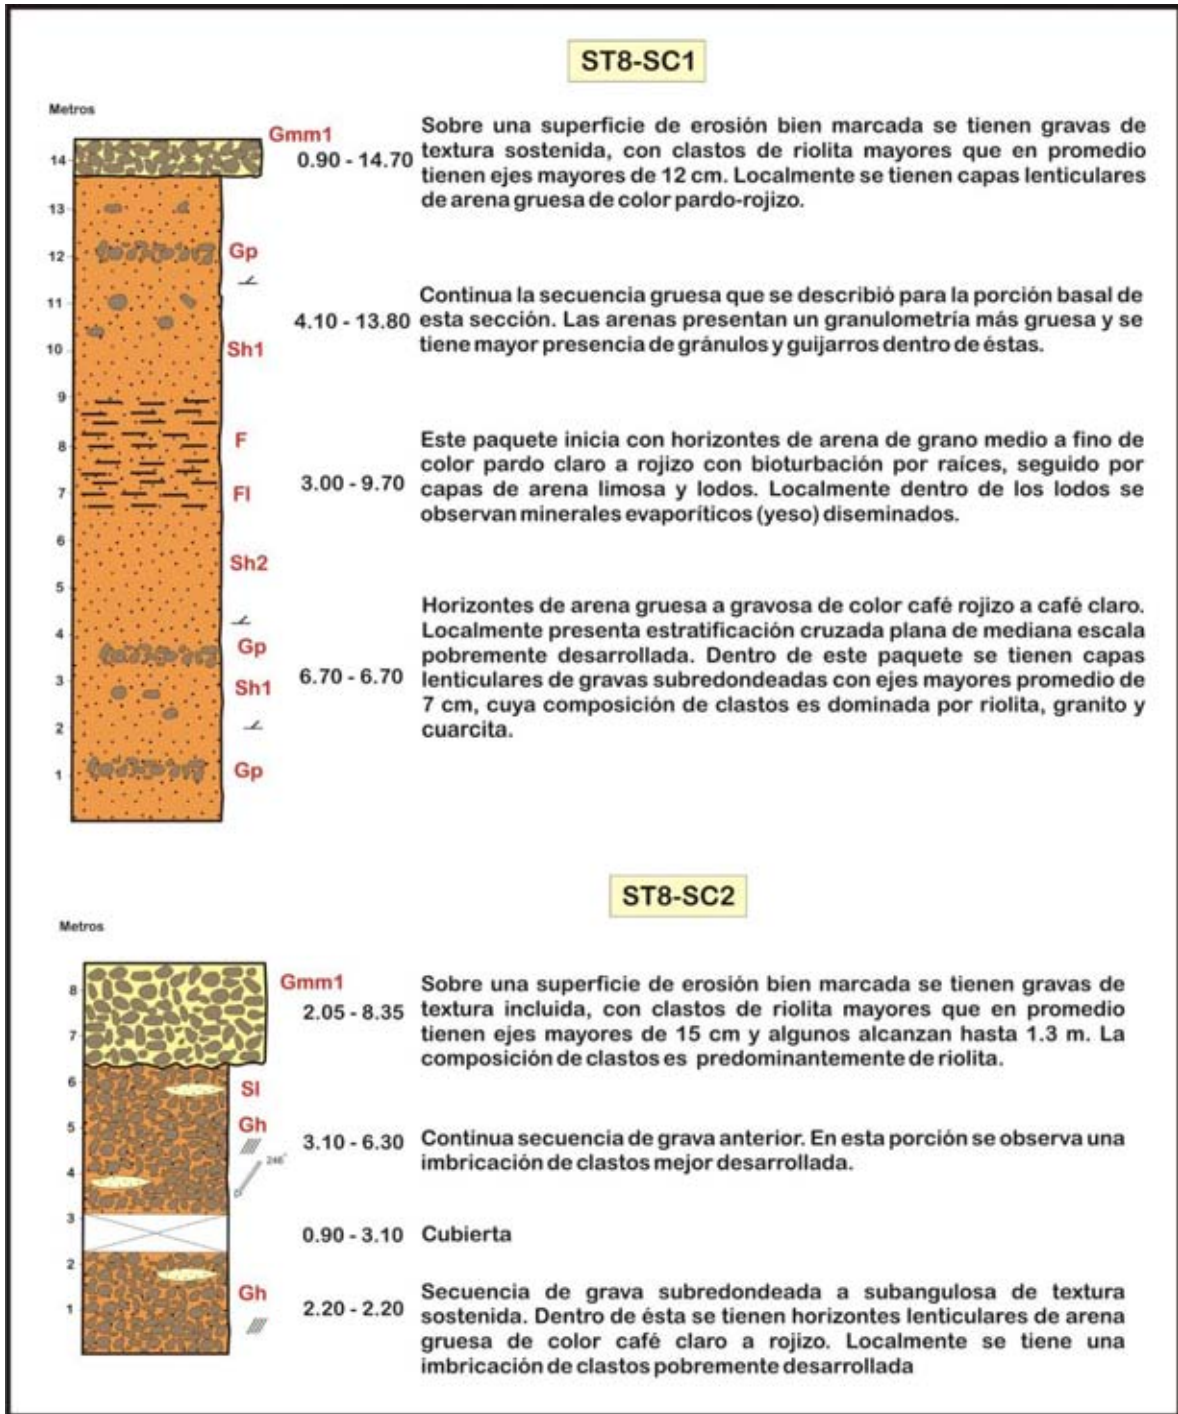 ST8-SC1
Metros
14
13
12
11
10
9
8
7
6
5
4
3
2
1
Gmm1
0.90 - 14.70
Sobre una superficie de erosión bien marcada se tienen gravas de
textura sostenida, con clastos de riolita mayores que en promedio
tienen ejes mayores de 12 cm. Localmente se tienen capas lenticulares
de arena gruesa de color pardo-rojizo.
Gp
4.10 - 13.80
Continua la secuencia gruesa que se describió para la porción basal de
esta sección. Las arenas presentan un granulometría más gruesa y se
tiene mayor presencia de gránulos y guijarros dentro de éstas.
Sh1
F
Fl
3.00 - 9.70
Este paquete inicia con horizontes de arena de grano medio a fino de
color pardo claro a rojizo con bioturbación por raíces, seguido por
capas de arena limosa y lodos. Localmente dentro de los lodos se
observan minerales evaporíticos (yeso) diseminados.
Sh2
Gp
Sh1
Gp
6.70 - 6.70
Horizontes de arena gruesa a gravosa de color café rojizo a café claro.
Localmente presenta estratificación cruzada plana de mediana escala
pobremente desarrollada. Dentro de este paquete se tienen capas
lenticulares de gravas subredondeadas con ejes mayores promedio de
7 cm, cuya composición de clastos es dominada por riolita, granito y
cuarcita.
ST8-SC2
Metros
8
7
6
5
4
3
2
1
Gmm1
2.05 - 8.35
Sobre una superficie de erosión bien marcada se tienen gravas de
textura incluida, con clastos de riolita mayores que en promedio
tienen ejes mayores de 15 cm y algunos alcanzan hasta 1.3 m. La
composición de clastos es predominantemente de riolita.
Sl
Gh
246°
3.10 - 6.30
Continua secuencia de grava anterior. En esta porción se observa una
imbricación de clastos mejor desarrollada.
0.90 - 3.10
Cubierta
Gh
2.20 - 2.20
Secuencia de grava subredondeada a subangulosa de textura
sostenida. Dentro de ésta se tienen horizontes lenticulares de arena
gruesa de color café claro a rojizo. Localmente se tiene una
imbricación de clastos pobremente desarrollada